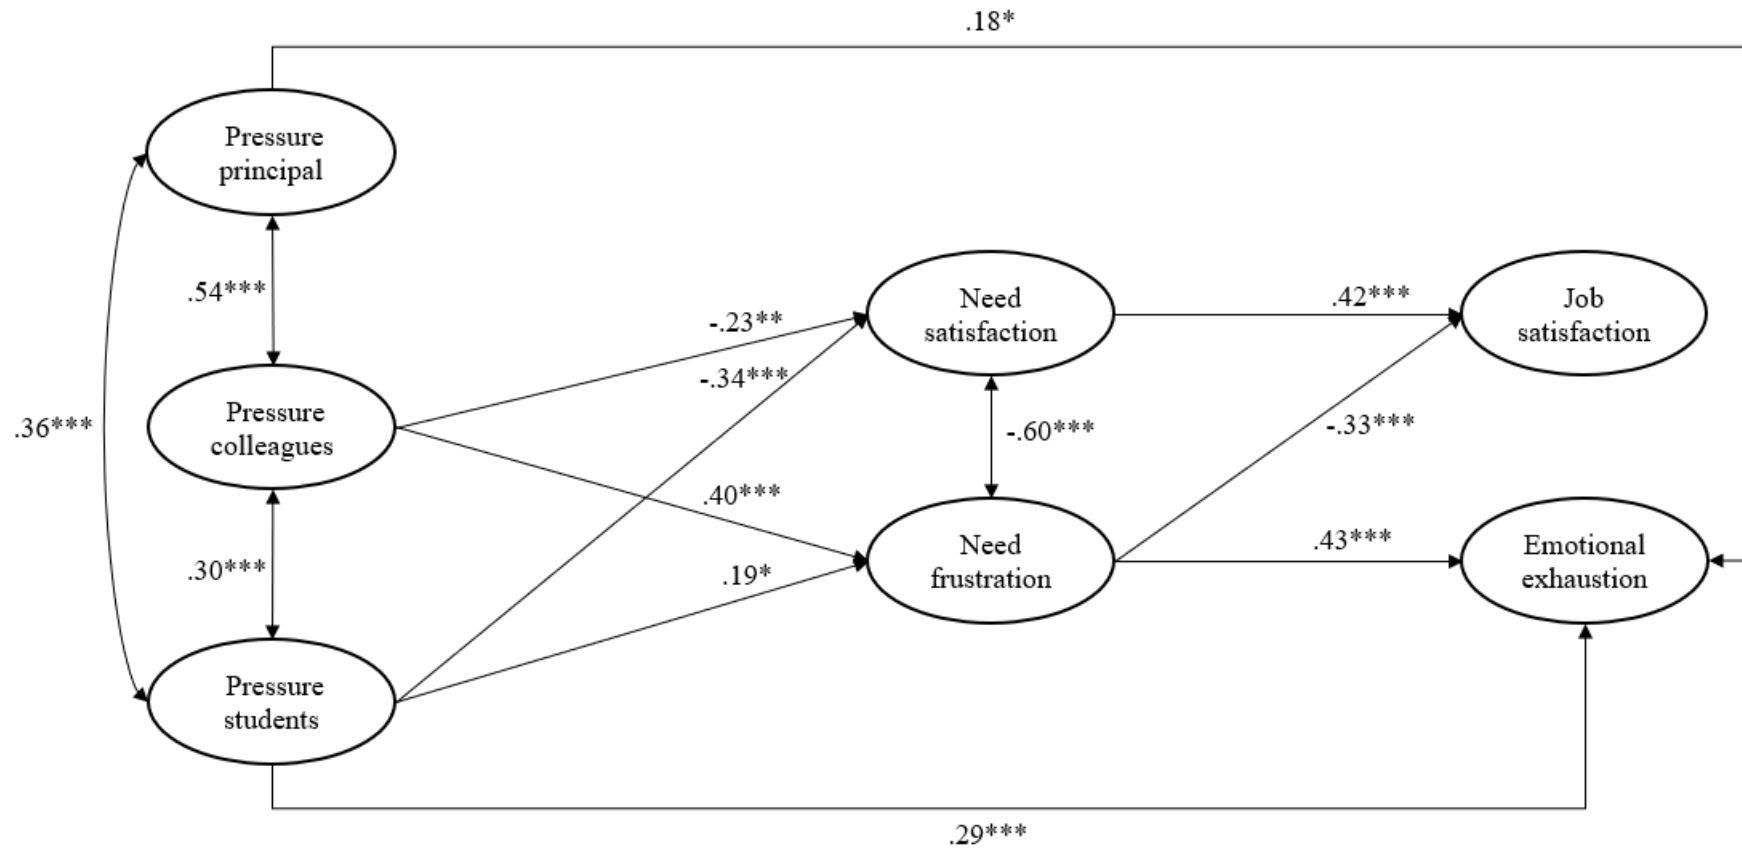 .18*
Pressure
principal
.54***
Need
satisfaction
.42***
Job
satisfaction
-.23**
-.34***
Pressure
colleagues
.36***
-.60***
-.33***
.40***
Need
frustration
.43***
Emotional
exhaustion
.30***
.19*
Pressure
students
.29***